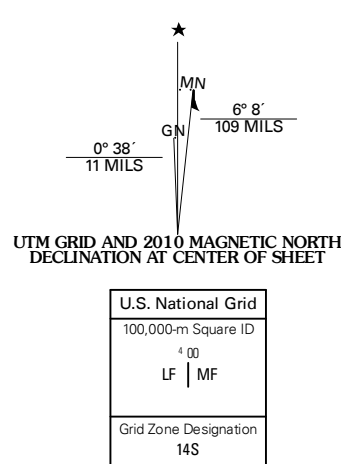 ★
MN
GN
6° 8´
109 MILS
0° 38´
11 MILS
UTM GRID AND 2010 MAGNETIC NORTH
DECLINATION AT CENTER OF SHEET
U.S. National Grid
100,000-m Square ID
4 00
LF | MF
Grid Zone Designation
14S